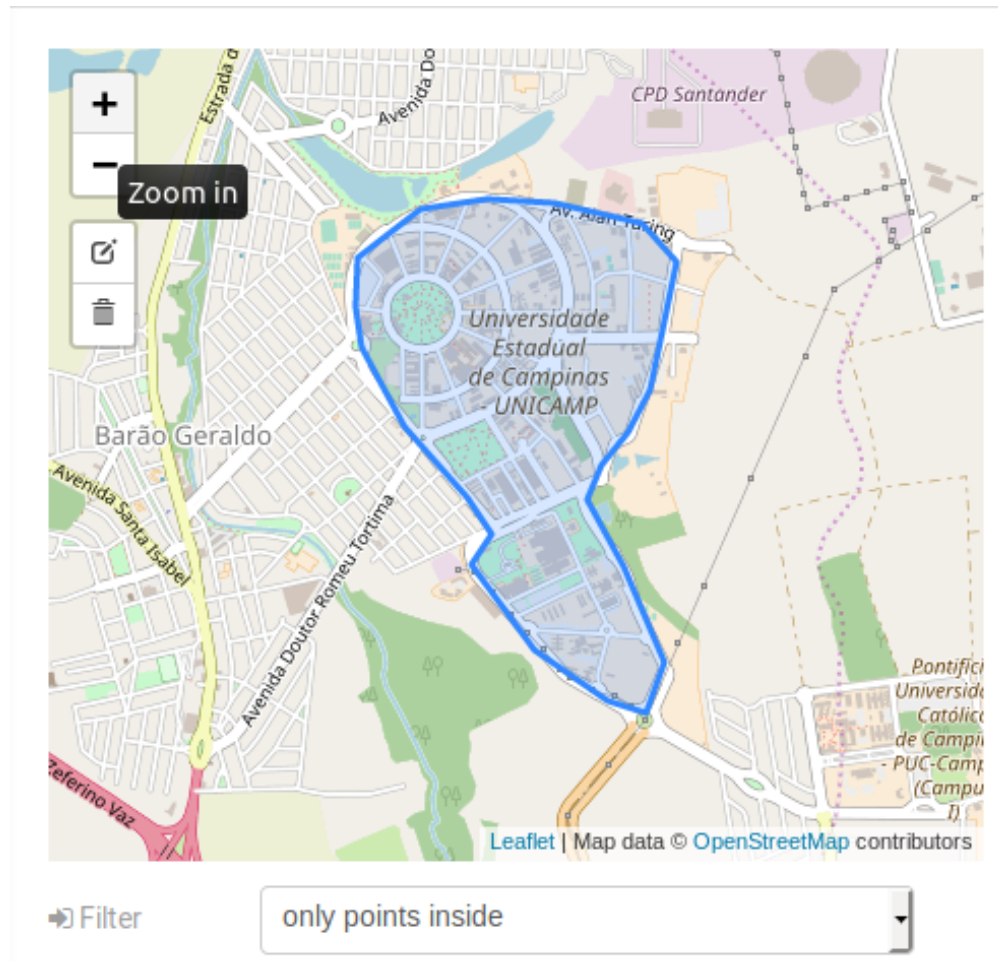 Estrada d
Avenida Do
CPD Santander
+
−
Zoom in
Av. Alan Turing
Universidade
Estadual
de Campinas
- UNICAMP
Barão Geraldo
Avenida Santa Isabel
Avenida Doutor Romeu Tortima
Pontifíci
Universid
Católic
de Campi
- PUC-Camp
(Campu
I)
Zeferino Vaz
Leaflet | Map data © OpenStreetMap contributors
Filter
only points inside